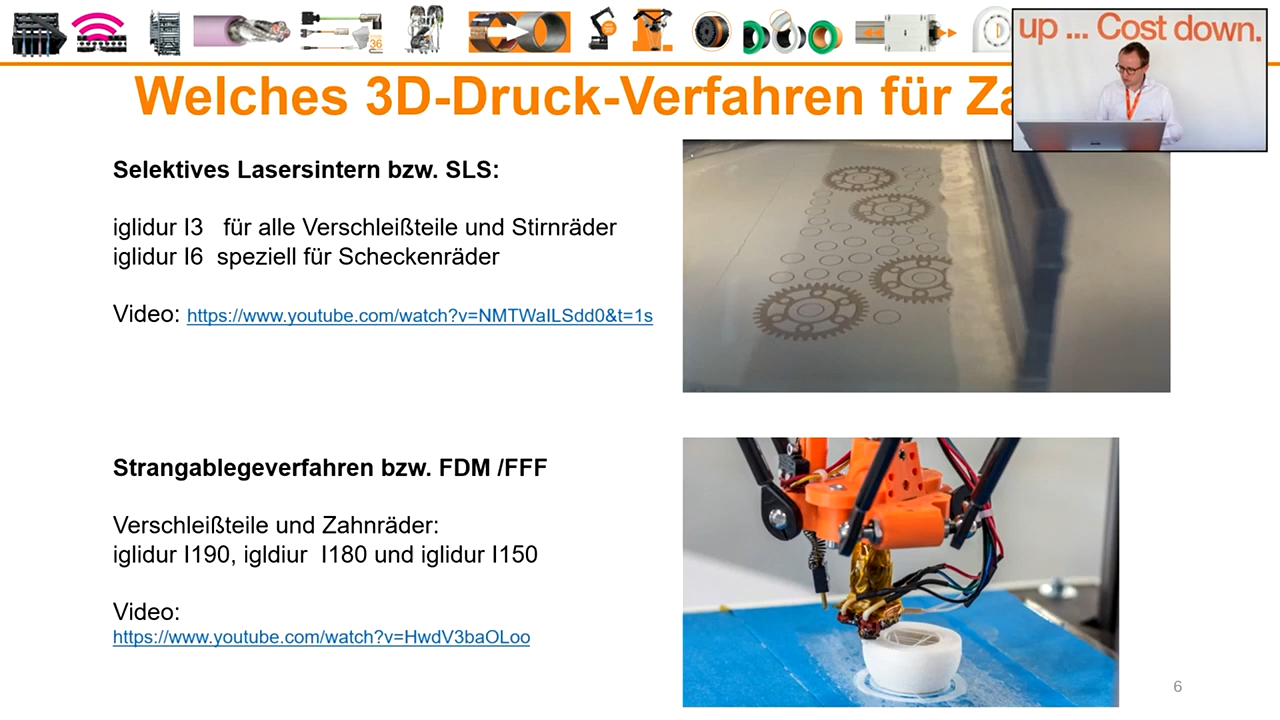 36
up ... Cost down.
Welches 3D-Druck-Verfahren für Za
Selektives Lasersintern bzw. SLS:
iglidur I3 für alle Verschleißteile und Stirnräder
iglidur I6 speziell für Scheckenräder
Video: https://www.youtube.com/watch?v=NMTWaILSdd0&t=1s
Strangablegeverfahren bzw. FDM /FFF
Verschleißteile und Zahnräder:
iglidur I190, igldiur I180 und iglidur I150
Video:
https://www.youtube.com/watch?v=HwdV3baOLoo
6